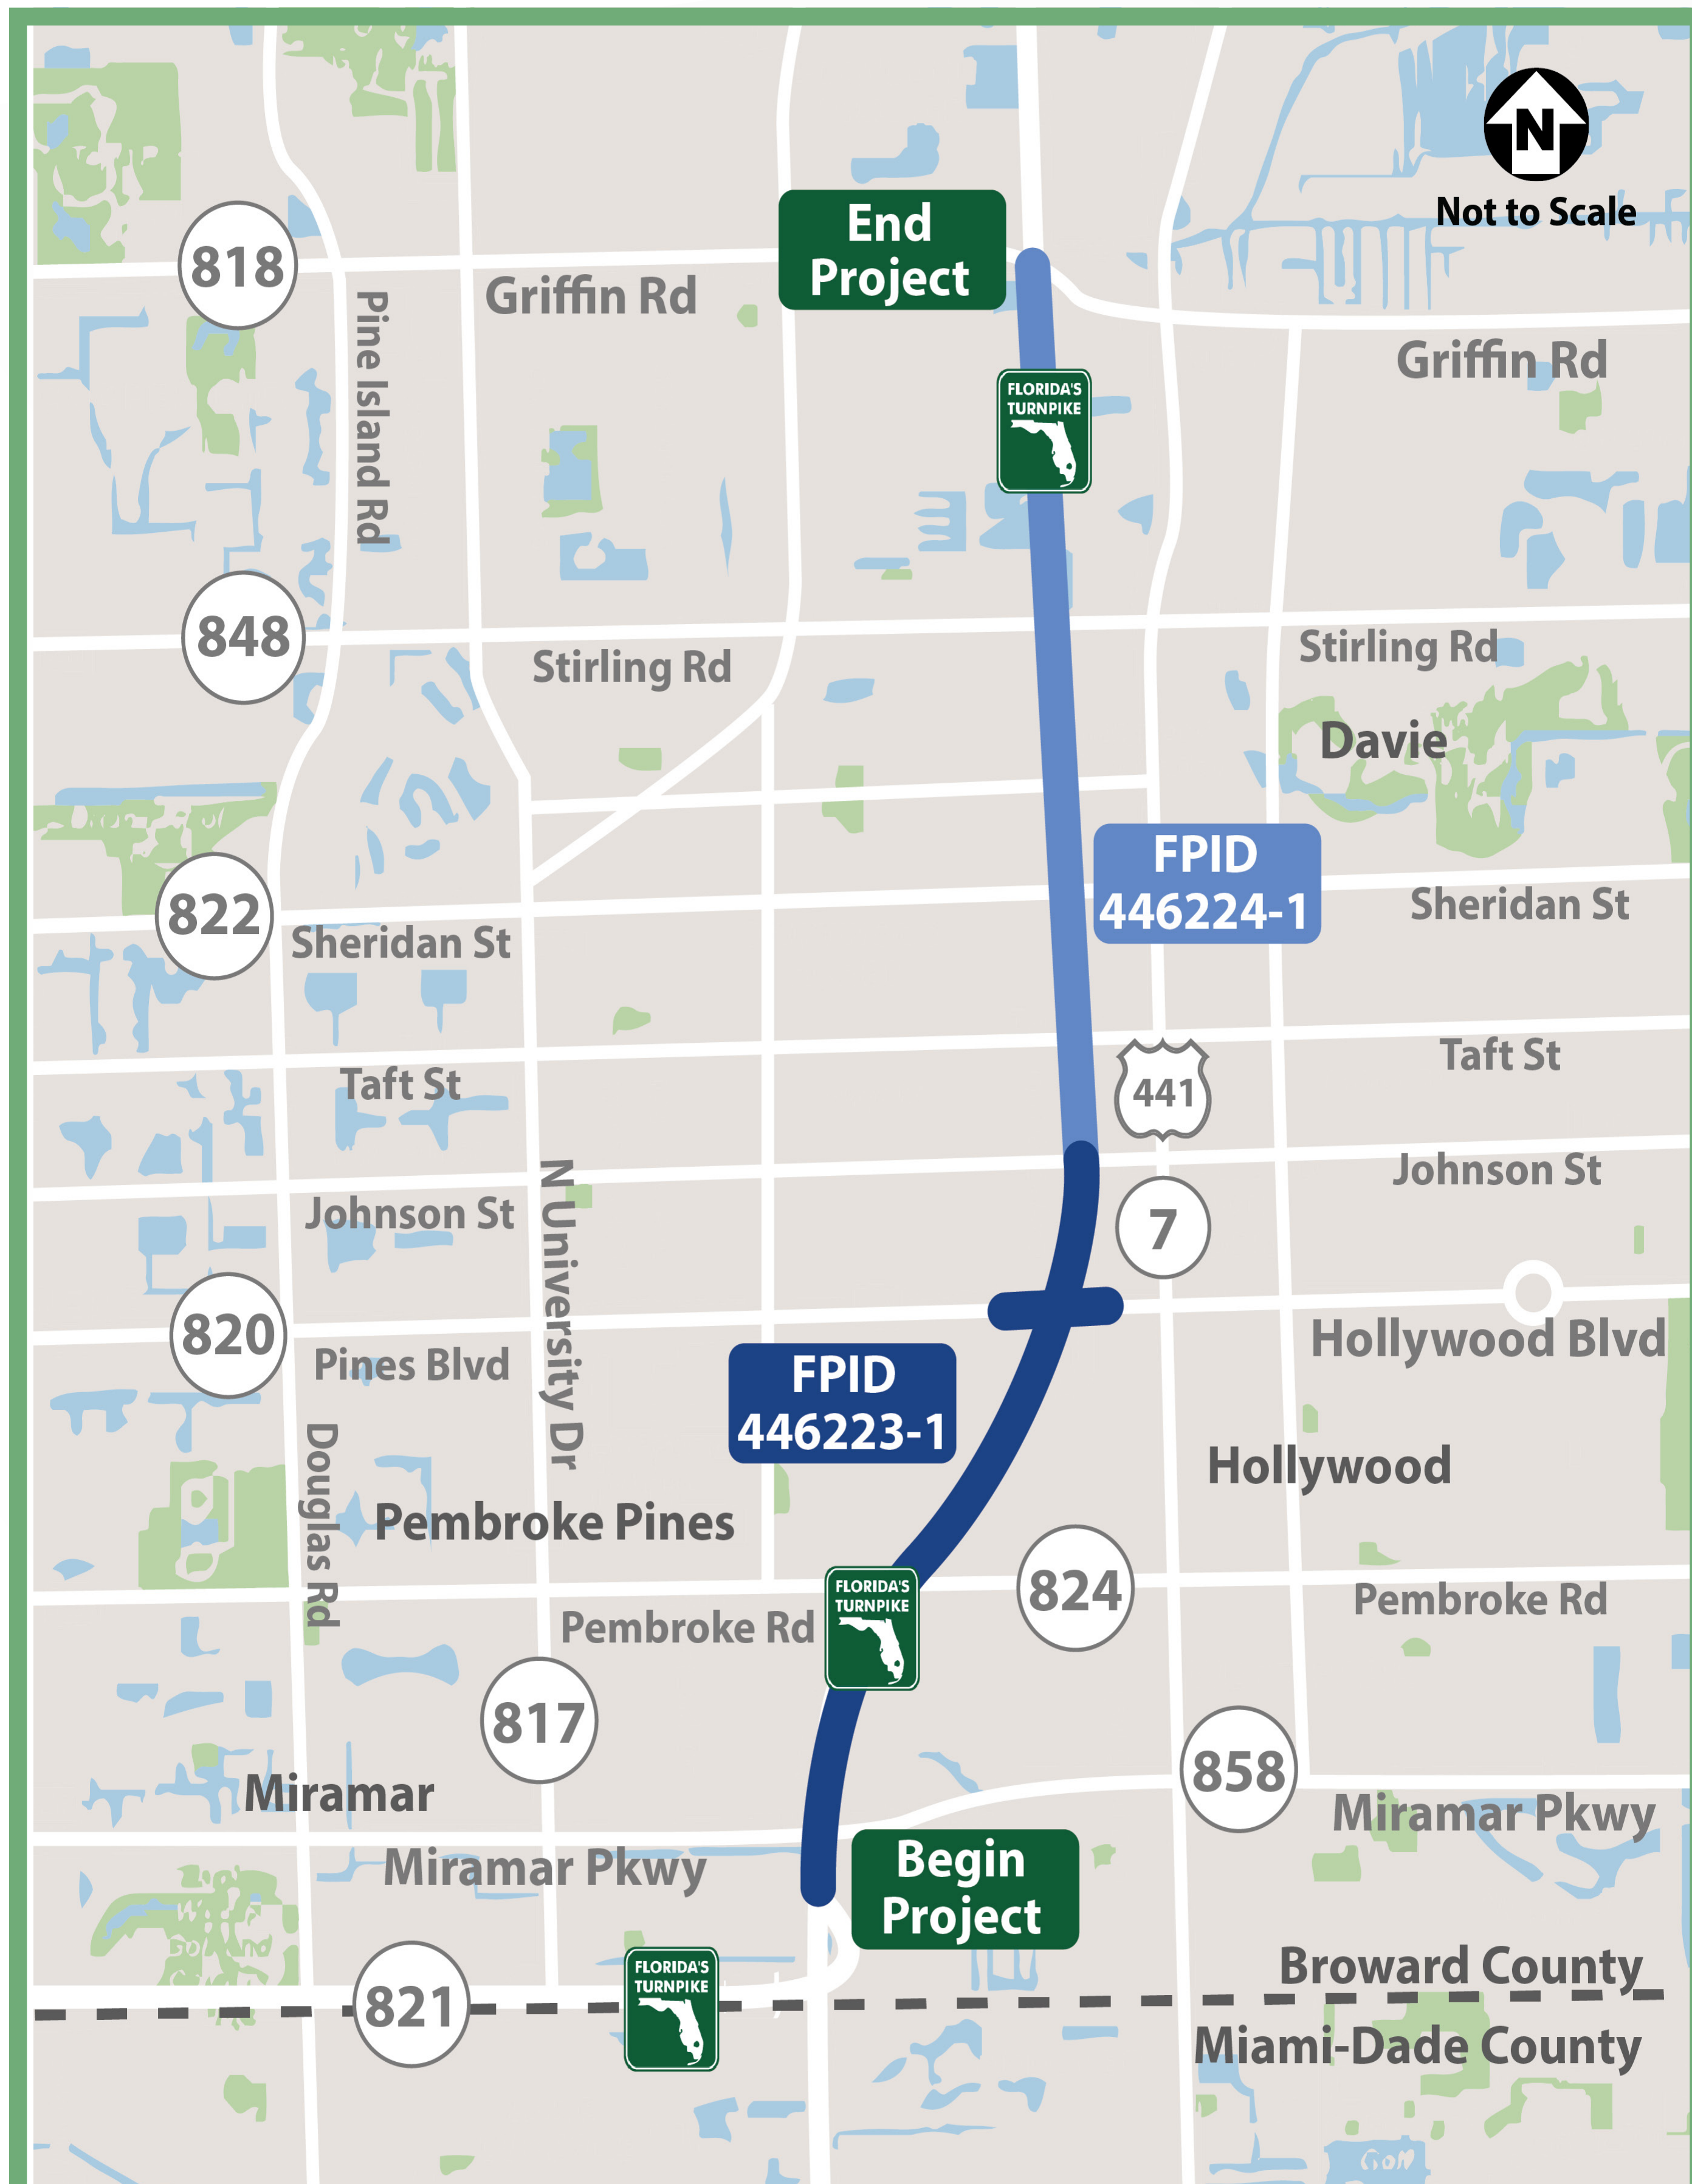 N
Not to Scale
End
Project
818
Griffin Rd
Pine Island Rd
Griffin Rd
FLORIDA'S
TURNPIKE
848
Stirling Rd
Stirling Rd
Davie
FPID
446224-1
822
Sheridan St
Sheridan St
Taft St
Taft St
441
Johnson St
Johnson St
7
N University Dr
820
Pines Blvd
Hollywood Blvd
FPID
446223-1
Douglas Rd
Hollywood
Pembroke Pines
824
FLORIDA'S
TURNPIKE
Pembroke Rd
Pembroke Rd
817
858
Miramar
Miramar Pkwy
Miramar Pkwy
Begin
Project
Broward County
FLORIDA'S
TURNPIKE
821
Miami-Dade County